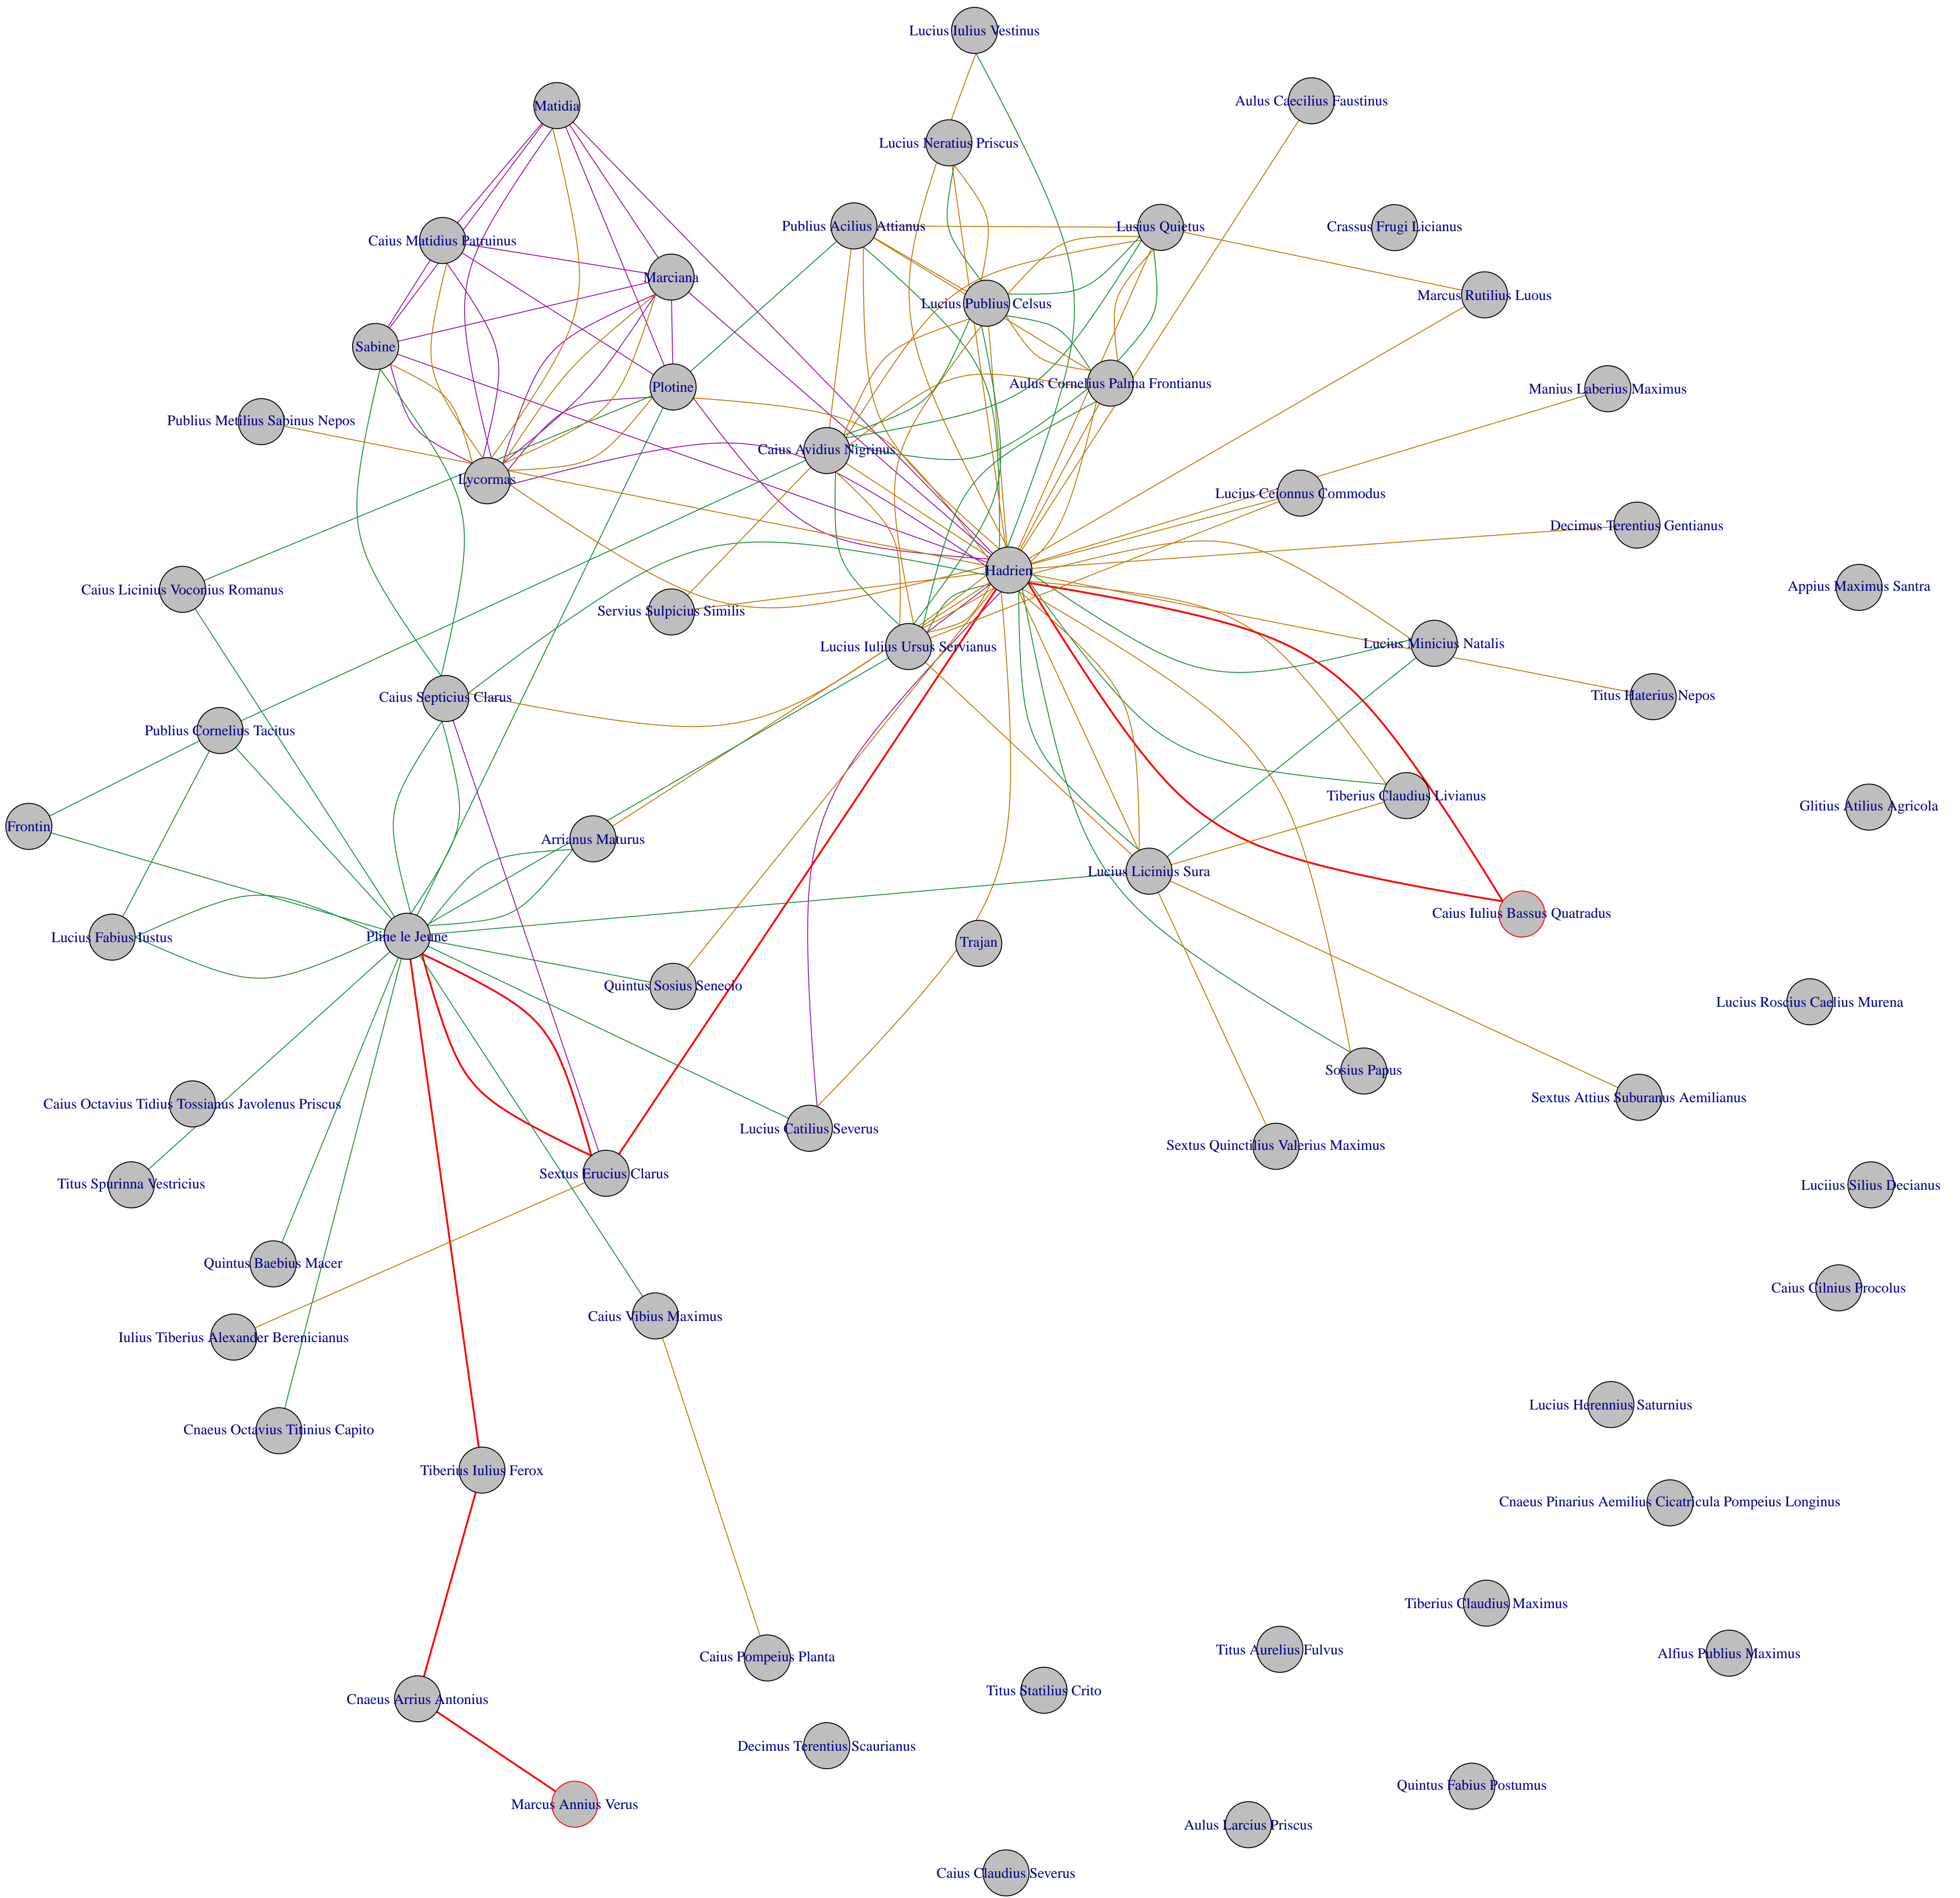 Lucius Iulius Vestinus
Aulus Caecilius Faustinus
Matidia
Lucius Neratius Priscus
Publius Acilius Attianus
Lusius Quietus
Crassus Frugi Licianus
Caius Matidius Patruinus
Marciana
Marcus Rutilius Luous
Lucius Publius Celsus
Sabine
Plotine
Aulus Cornelius Palma Frontianus
Manius Laberius Maximus
Publius Metilius Sabinus Nepos
Caius Avidius Nigrinus
Lycormas
Lucius Ceionnus Commodus
Decimus Terentius Gentianus
Hadrien
Appius Maximus Santra
Caius Licinius Voconius Romanus
Servius Sulpicius Similis
Lucius Iulius Ursus Servianus
Lucius Minicius Natalis
Caius Septicius Clarus
Titus Haterius Nepos
Publius Cornelius Tacitus
Tiberius Claudius Livianus
Glitius Atilius Agricola
Frontin
Arrianus Maturus
Lucius Licinius Sura
Caius Iulius Bassus Quatradus
Lucius Fabius Iustus
Pline le Jeune
Trajan
Quintus Sosius Senecio
Lucius Roscius Caelius Murena
Sosius Papus
Sextus Attius Suburanus Aemilianus
Caius Octavius Tidius Tossianus Javolenus Priscus
Lucius Catilius Severus
Sextus Quinctilius Valerius Maximus
Sextus Erucius Clarus
Titus Spurinna Vestricius
Luciius Silius Decianus
Quintus Baebius Macer
Caius Cilnius Procolus
Caius Vibius Maximus
Iulius Tiberius Alexander Berenicianus
Lucius Herennius Saturnius
Cnaeus Octavius Titinius Capito
Tiberius Iulius Ferox
Cnaeus Pinarius Aemilius Cicatricula Pompeius Longinus
Tiberius Claudius Maximus
Titus Aurelius Fulvus
Alfius Publius Maximus
Caius Pompeius Planta
Titus Statilius Crito
Cnaeus Arrius Antonius
Decimus Terentius Scaurianus
Quintus Fabius Postumus
Marcus Annius Verus
Aulus Larcius Priscus
Caius Claudius Severus